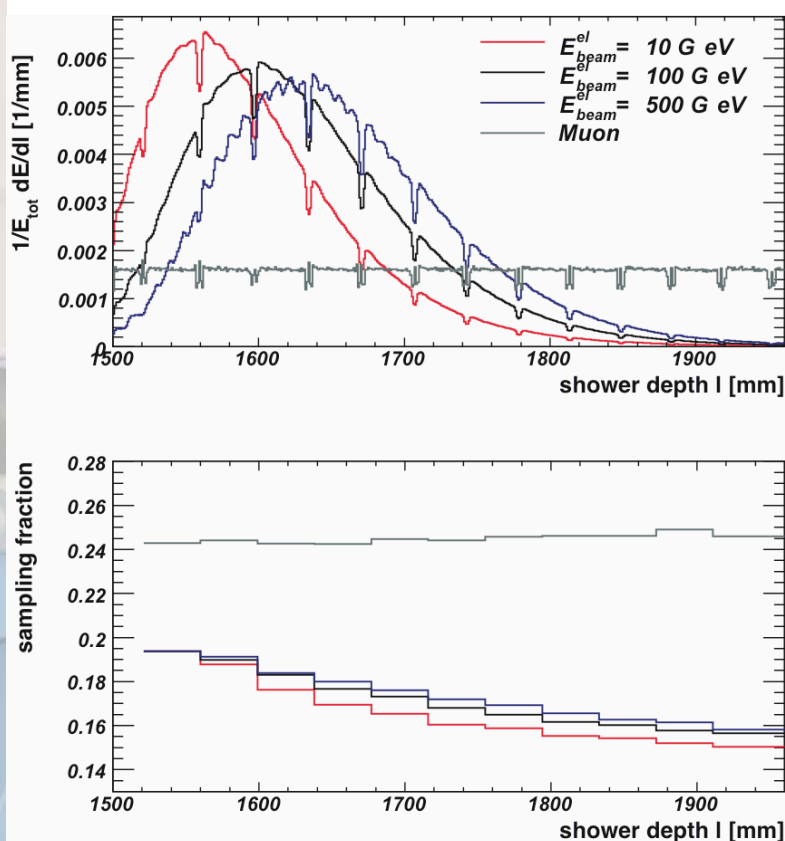 1/E_tot dE/dl [1/mm]
0.006
0.005
0.004
0.003
0.002
0.001
0
E^el_beam = 10 G eV
E^el_beam = 100 G eV
E^el_beam = 500 G eV
Muon
1500 1600 1700 1800 1900
shower depth l [mm]
sampling fraction
0.28
0.26
0.24
0.22
0.2
0.18
0.16
0.14
1500 1600 1700 1800 1900
shower depth l [mm]